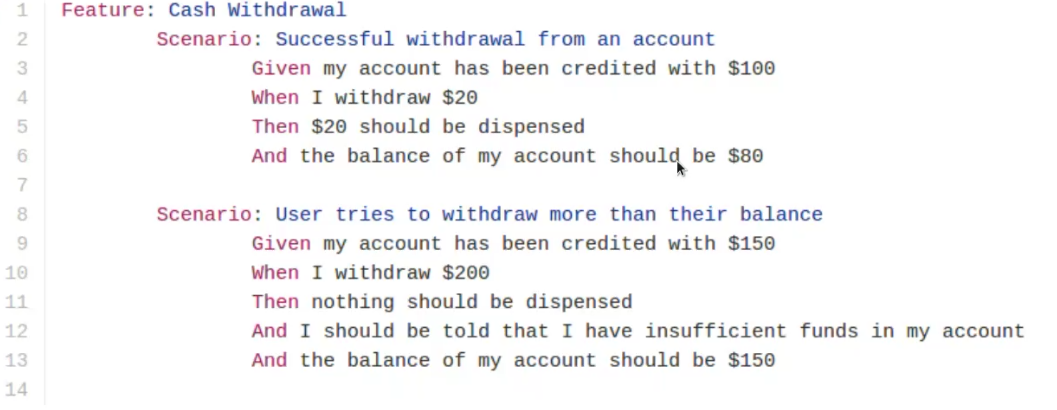 1 Feature: Cash Withdrawal
2 Scenario: Successful withdrawal from an account
3 Given my account has been credited with $100
4 When I withdraw $20
5 Then $20 should be dispensed
6 And the balance of my account should be $80
7
8 Scenario: User tries to withdraw more than their balance
9 Given my account has been credited with $150
10 When I withdraw $200
11 Then nothing should be dispensed
12 And I should be told that I have insufficient funds in my account
13 And the balance of my account should be $150
14